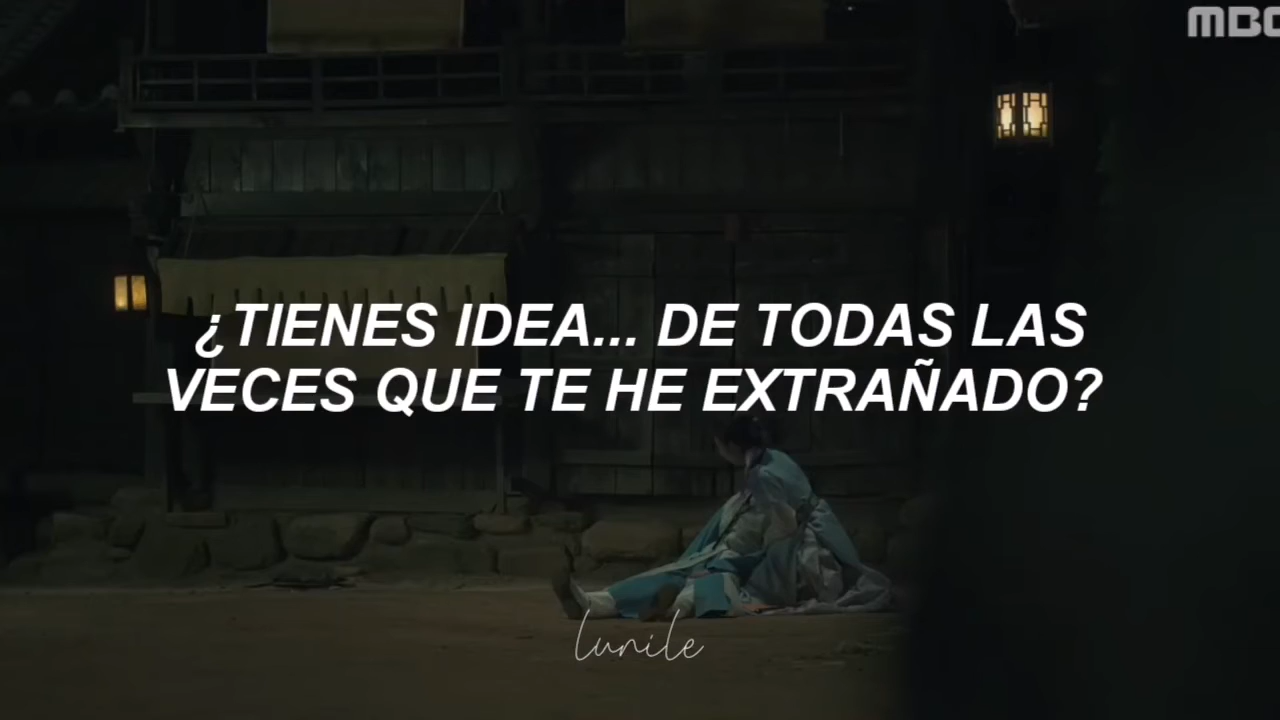 MBC
¿TIENES IDEA... DE TODAS LAS
VECES QUE TE HE EXTRAÑADO?
lunile